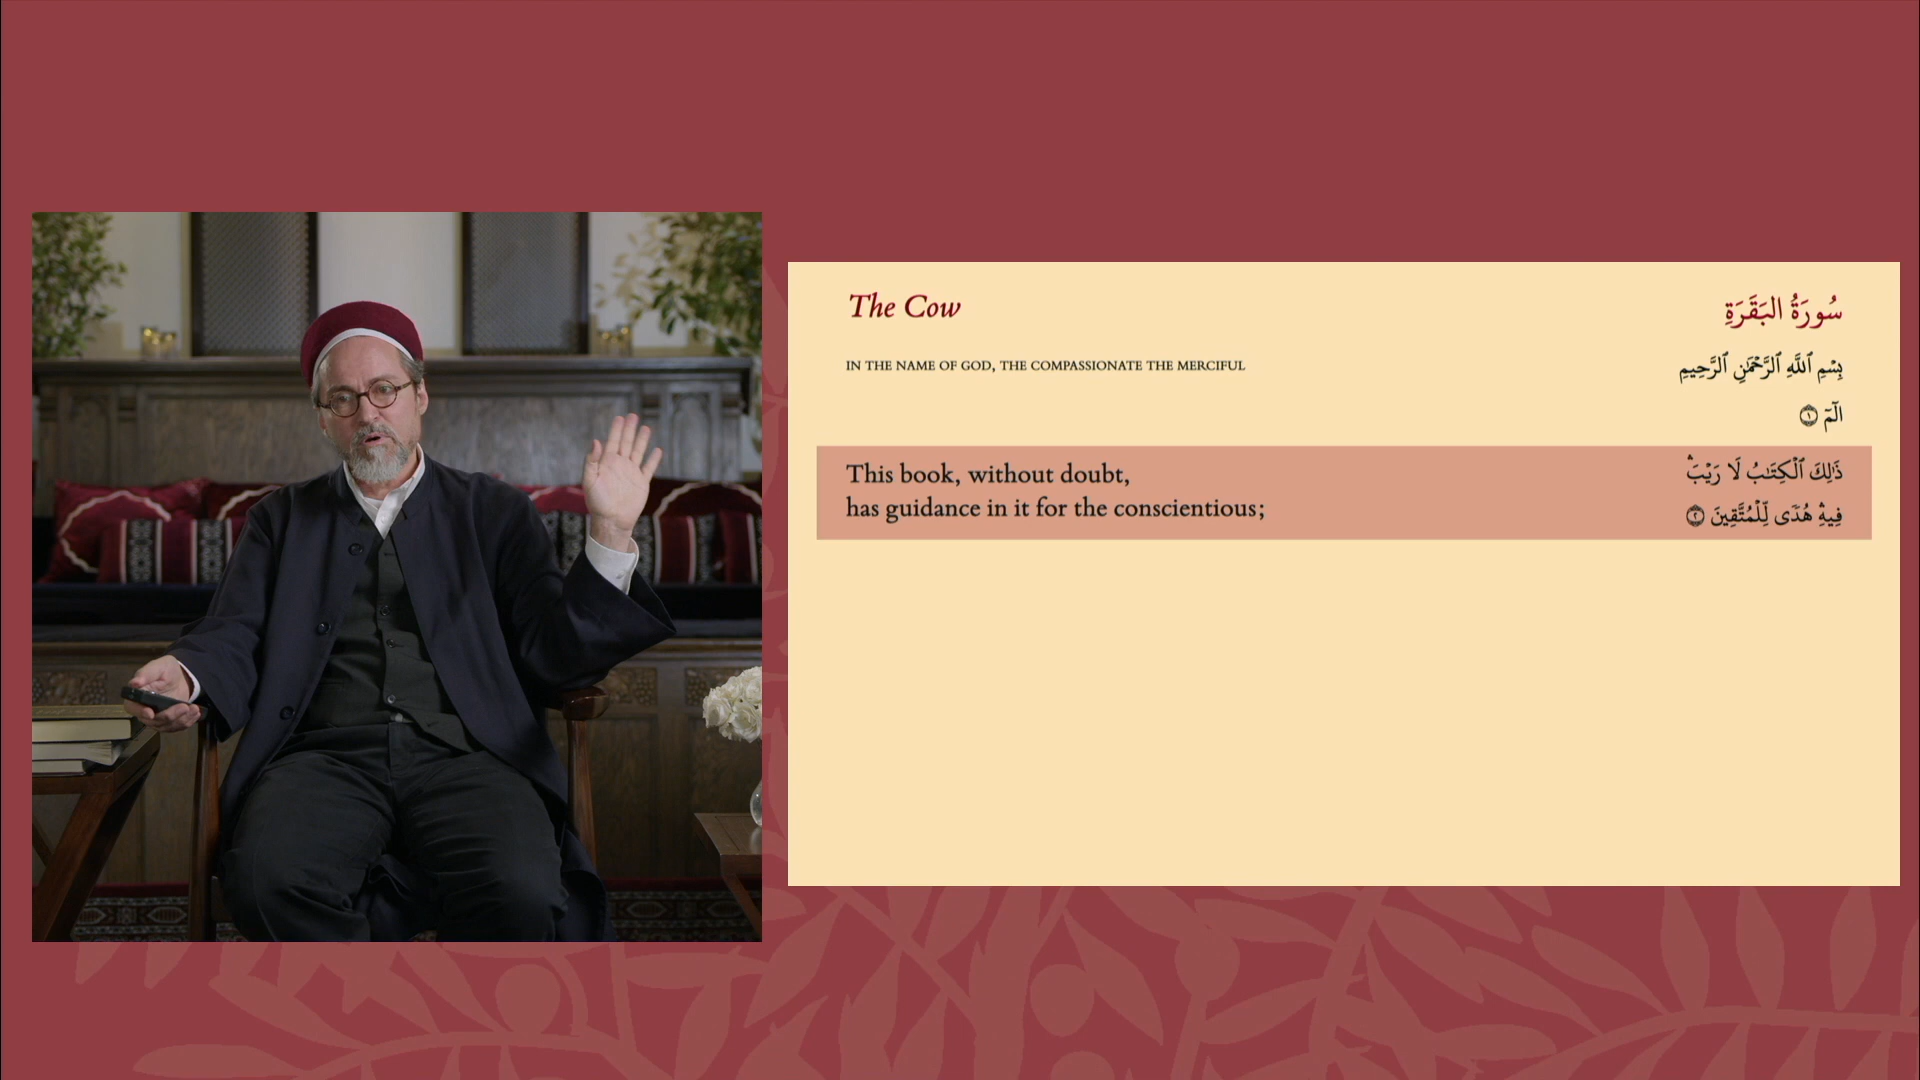 The Cow
سُورَةُ البَقَرَةِ
IN THE NAME OF GOD, THE COMPASSIONATE THE MERCIFUL
بِسْمِ ٱللَّهِ ٱلرَّحْمَٰنِ ٱلرَّحِيمِ
الٓمٓ ۝١
This book, without doubt,
ذَٰلِكَ ٱلْكِتَٰبُ لَا رَيْبَ ۛ
has guidance in it for the conscientious;
فِيهِ ۛ هُدًى لِّلْمُتَّقِينَ ۝٢